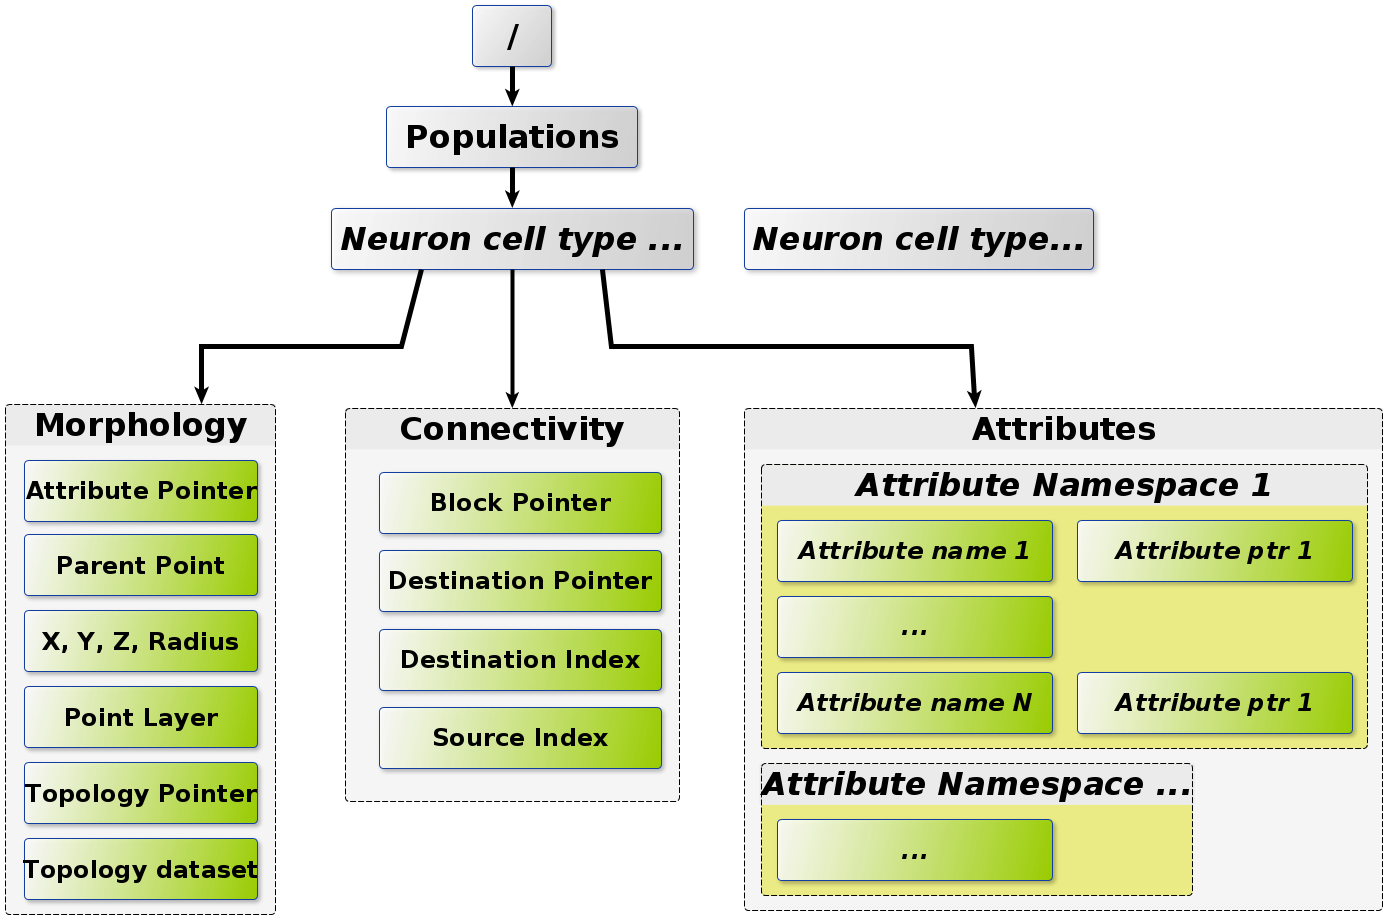 /
Populations
Neuron cell type ...
Neuron cell type...
Morphology
Attribute Pointer
Parent Point
X, Y, Z, Radius
Point Layer
Topology Pointer
Topology dataset
Connectivity
Block Pointer
Destination Pointer
Destination Index
Source Index
Attributes
Attribute Namespace 1
Attribute name 1
Attribute ptr 1
...
Attribute name N
Attribute ptr 1
Attribute Namespace ...
...